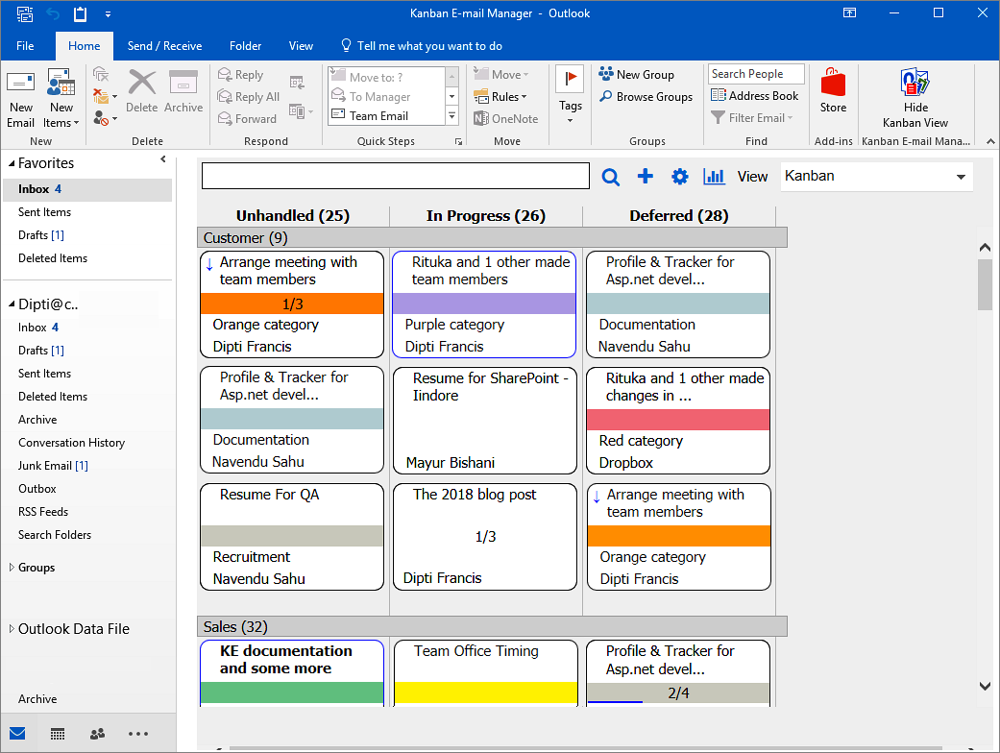 Kanban E-mail Manager - Outlook
File Home Send / Receive Folder View Tell me what you want to do
New Email
New Items
Delete
Archive
Reply
Reply All
Forward
Move to: ?
To Manager
Team Email
Move
Rules
OneNote
Tags
New Group
Browse Groups
Search People
Address Book
Filter Email
Store
Hide
Kanban View
New Delete Respond Quick Steps Move Groups Find Add-ins Kanban E-mail Mana...
Favorites
Inbox 4
Sent Items
Drafts [1]
Deleted Items
Dipti@c..
Inbox 4
Drafts [1]
Sent Items
Deleted Items
Archive
Conversation History
Junk Email [1]
Outbox
RSS Feeds
Search Folders
Groups
Outlook Data File
Archive
View Kanban
Unhandled (25) In Progress (26) Deferred (28)
Customer (9)
Arrange meeting with
team members
1/3
Orange category
Dipti Francis
Rituka and 1 other made
team members
Purple category
Dipti Francis
Profile & Tracker for
Asp.net devel...
Documentation
Navendu Sahu
Profile & Tracker for
Asp.net devel...
Documentation
Navendu Sahu
Resume for SharePoint -
Iindore
Mayur Bishani
Rituka and 1 other made
changes in ...
Red category
Dropbox
Resume For QA
Recruitment
Navendu Sahu
The 2018 blog post
1/3
Dipti Francis
Arrange meeting with
team members
Orange category
Dipti Francis
Sales (32)
KE documentation
and some more
Team Office Timing
Profile & Tracker for
Asp.net devel...
2/4